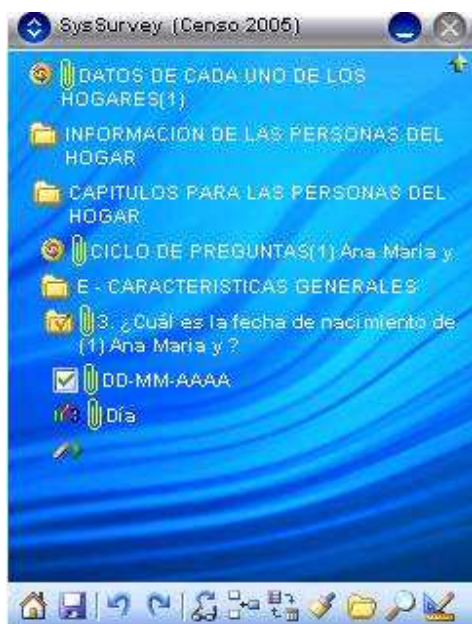 SysSurvey (Censo 2005)
DATOS DE CADA UNO DE LOS
HOGARES(1)
INFORMACION DE LAS PERSONAS DEL
HOGAR
CAPITULOS PARA LAS PERSONAS DEL
HOGAR
CICLO DE PREGUNTAS(1) Ana Maria y
E - CARACTERISTICAS GENERALES
3. ¿Cuál es la fecha de nacimiento de
(1) Ana Maria y ?
DD-MM-AAAA
Día